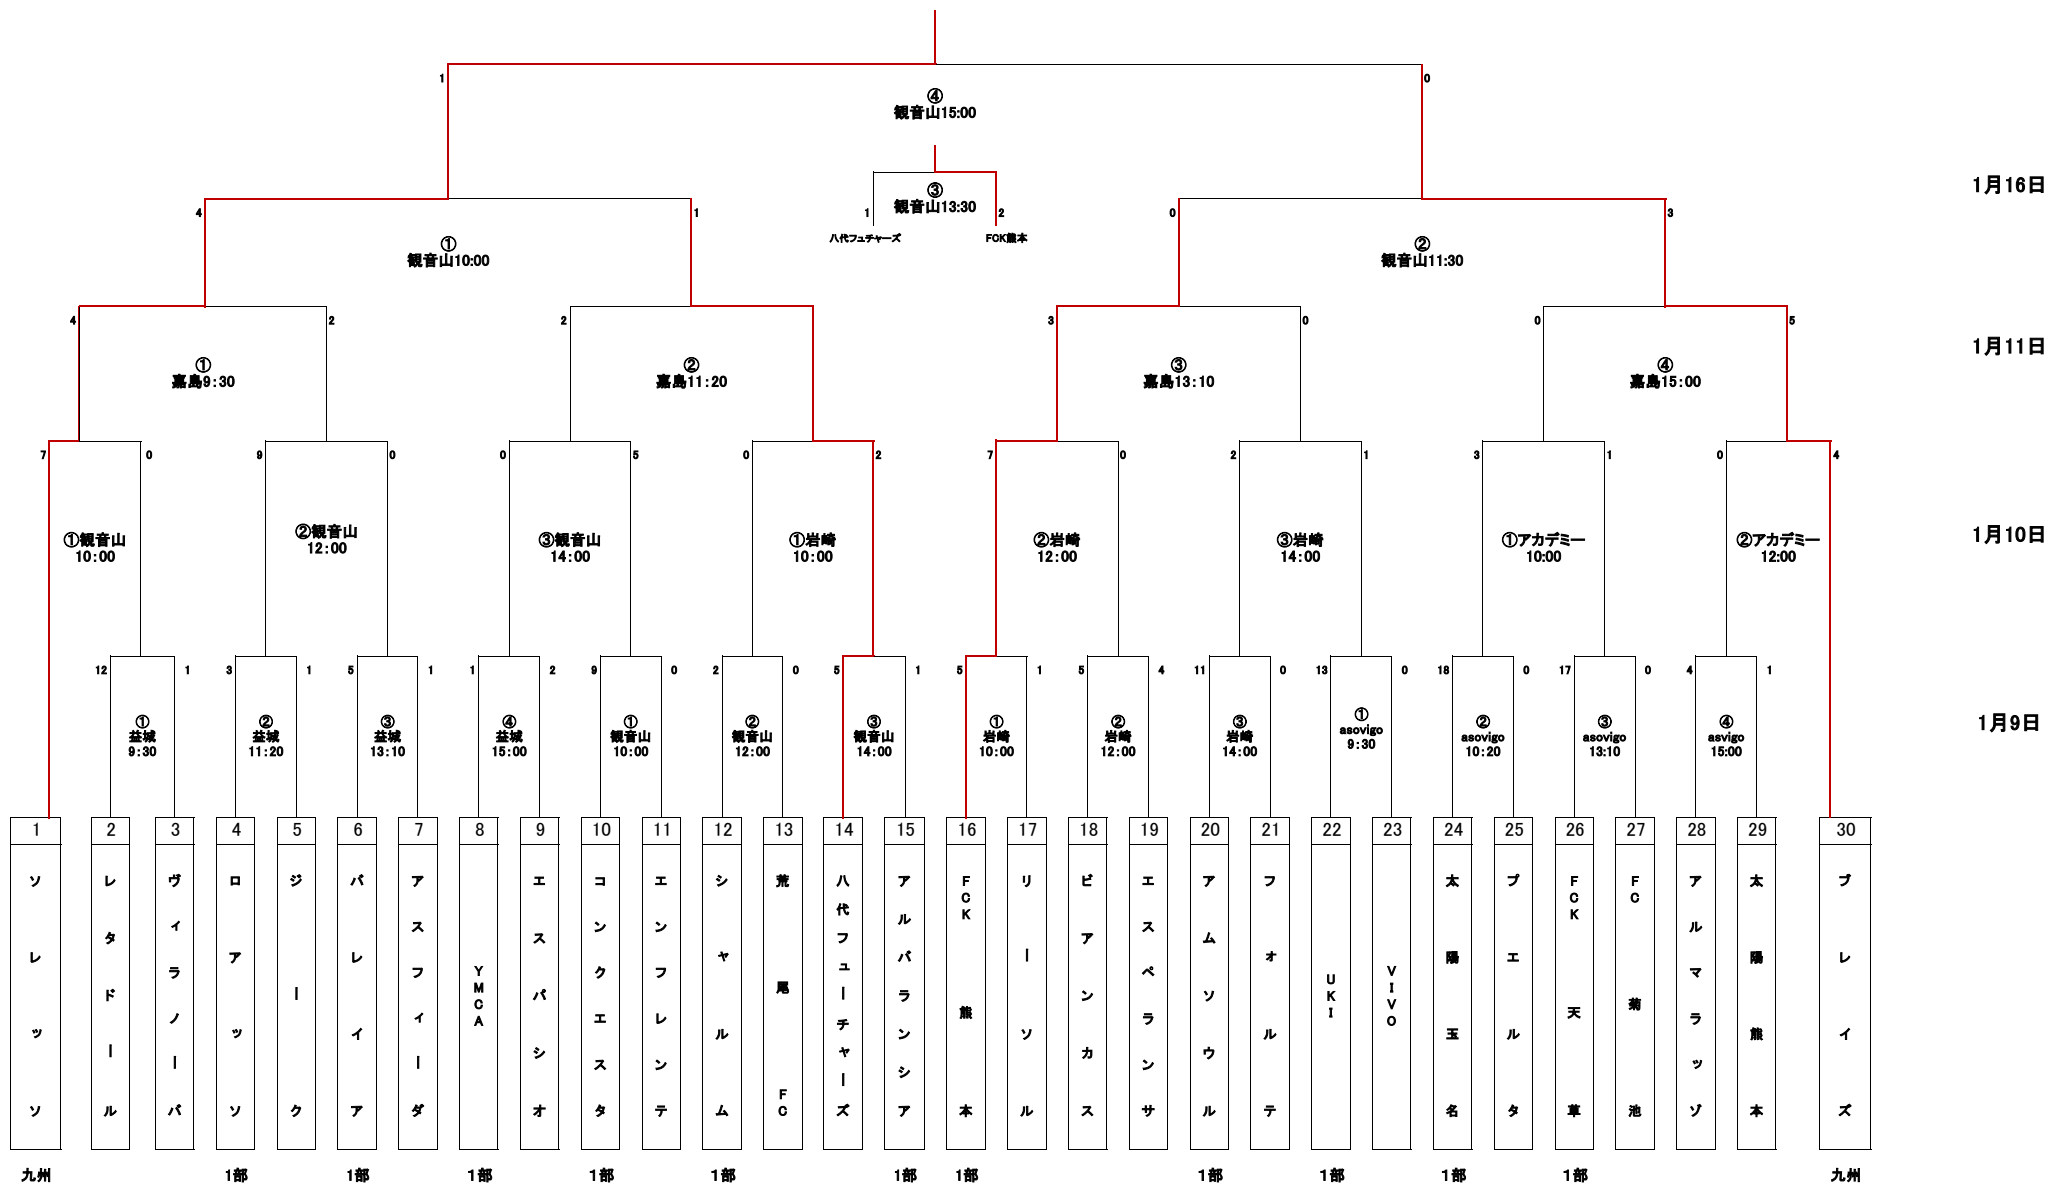 1 0
④
観音山15:00
1月16日
③
観音山13:30
4 1 1 2 0 3
八代フュチャーズ FCK熊本
①
観音山10:00
②
観音山11:30
4 2 2 1 3 0 0 5
1月11日
①
嘉島9:30
②
嘉島11:20
③
嘉島13:10
④
嘉島15:00
7 0 9 0 0 5 0 2 7 0 2 1 3 1 0 4
①観音山
10:00
②観音山
12:00
③観音山
14:00
①岩崎
10:00
②岩崎
12:00
③岩崎
14:00
①アカデミー
10:00
②アカデミー
12:00
1月10日
12 1 3 1 5 1 1 2 9 0 2 0 5 1 5 1 5 4 11 0 13 0 18 0 17 0 4 1
①
益城
9:30
②
益城
11:20
③
益城
13:10
④
益城
15:00
①
観音山
10:00
②
観音山
12:00
③
観音山
14:00
①
岩崎
10:00
②
岩崎
12:00
③
岩崎
14:00
①
asovigo
9:30
②
asovigo
10:20
③
asovigo
13:10
④
asvigo
15:00
1月9日
1 2 3 4 5 6 7 8 9 10 11 12 13 14 15 16 17 18 19 20 21 22 23 24 25 26 27 28 29 30
ソレッソ
レタドール
ヴィラノーバ
ロアッソ
ジーク
バレイア
アスフィーダ
YMCA
エスパシオ
コンクエスタ
エンフレンテ
シャルム
荒尾FC
八代フューチャーズ
アルバランシア
FCK熊本
リーソル
ビアンカス
エスペランサ
アムソウル
フォルテ
UKI
VIVO
太陽玉名
プエルタ
FCK天草
FC菊池
アルマラッゾ
太陽熊本
ブレイズ
九州 1部 1部 1部 1部 1部 1部 1部 1部 1部 1部 1部 九州